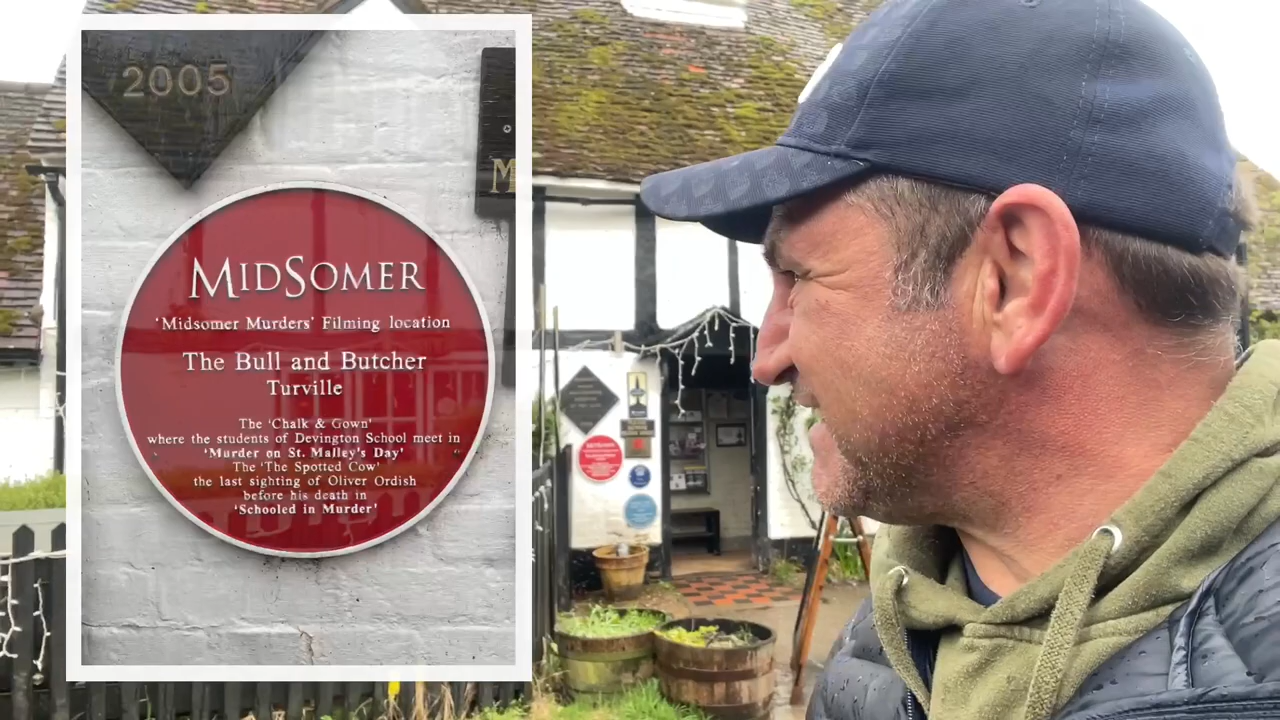 2005
M
MIDSOMER
'Midsomer Murders' Filming location
The Bull and Butcher
Turville
The 'Chalk & Gown'
where the students of Devington School meet in
'Murder on St. Malley's Day'
The 'The Spotted Cow'
the last sighting of Oliver Ordish
before his death in
'Schooled in Murder'